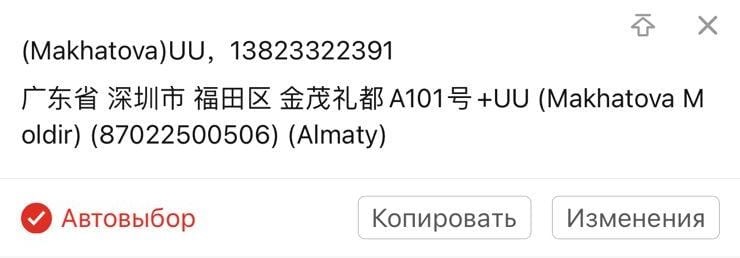 (Makhatova)UU，13823322391
广东省 深圳市 福田区 金茂礼都A101号+UU (Makhatova M
oldir) (87022500506) (Almaty)
Автовыбор Копировать Изменения